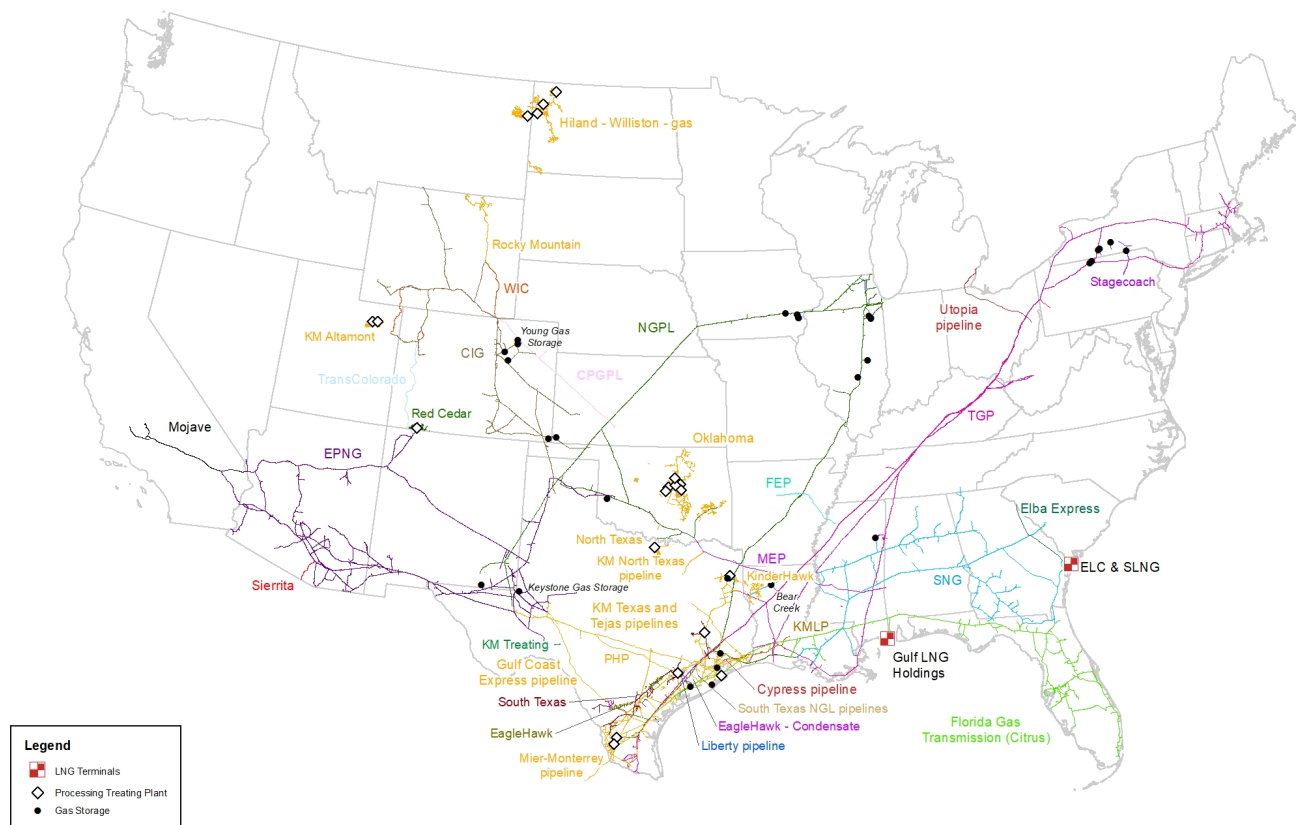 Hiland - Williston - gas
Rocky Mountain
WIC
Stagecoach
Utopia
pipeline
NGPL
KM Altamont
Young Gas
Storage
CIG
CPGPL
TransColorado
TGP
Red Cedar
Mojave
Oklahoma
EPNG
FEP
Elba Express
North Texas
KM North Texas
pipeline
MEP
ELC & SLNG
KinderHawk
SNG
Sierrita
Keystone Gas Storage
Bear
Creek
KM Texas and
Tejas pipelines
KMLP
KM Treating
PHP
Gulf Coast
Express pipeline
Gulf LNG
Holdings
Cypress pipeline
South Texas
South Texas NGL pipelines
EagleHawk
EagleHawk - Condensate
Florida Gas
Transmission (Citrus)
Liberty pipeline
Mier-Monterrey
pipeline
Legend
LNG Terminals
Processing Treating Plant
Gas Storage